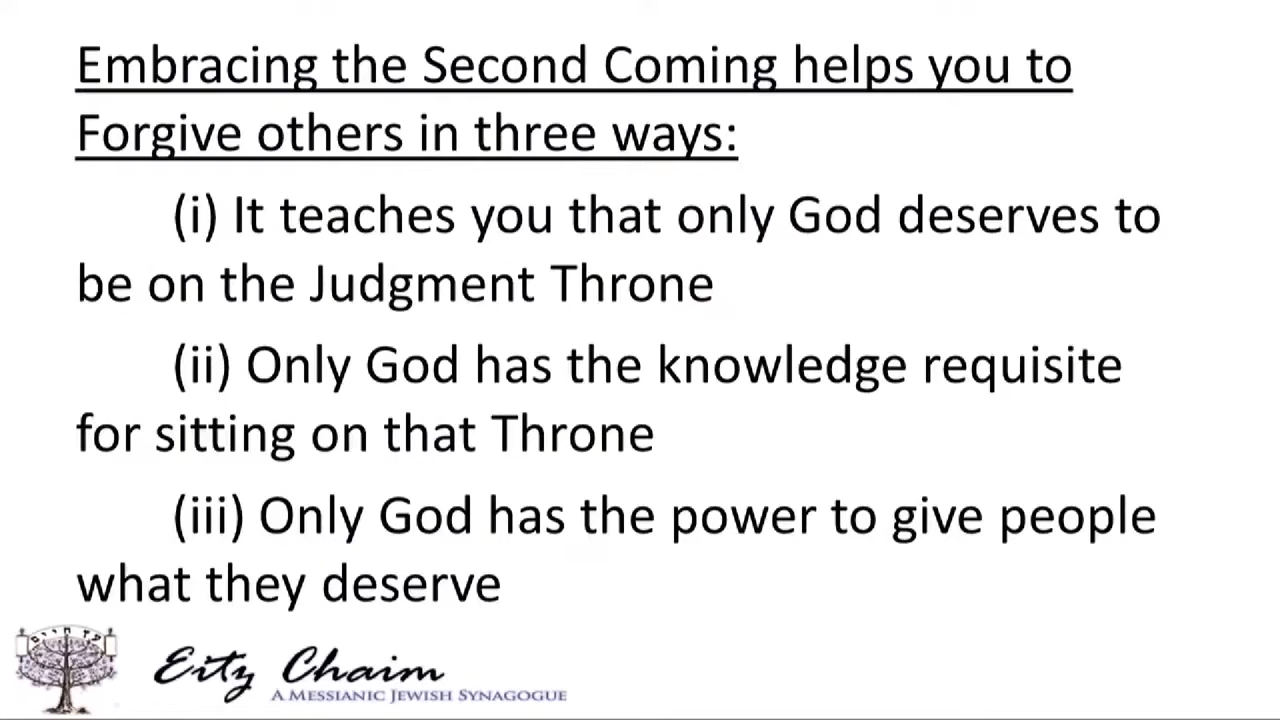 Embracing the Second Coming helps you to
Forgive others in three ways:
(i) It teaches you that only God deserves to
be on the Judgment Throne
(ii) Only God has the knowledge requisite
for sitting on that Throne
(iii) Only God has the power to give people
what they deserve
Eitz Chaim
A MESSIANIC JEWISH SYNAGOGUE